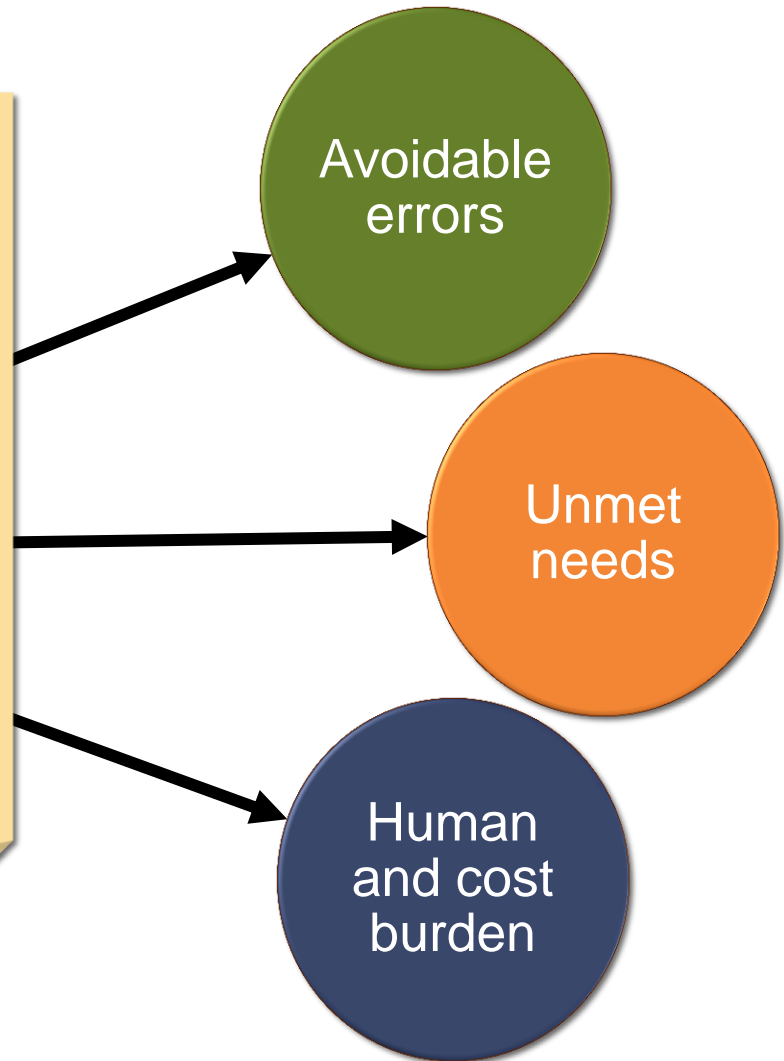 Avoidable
errors
Unmet
needs
Human
and cost
burden